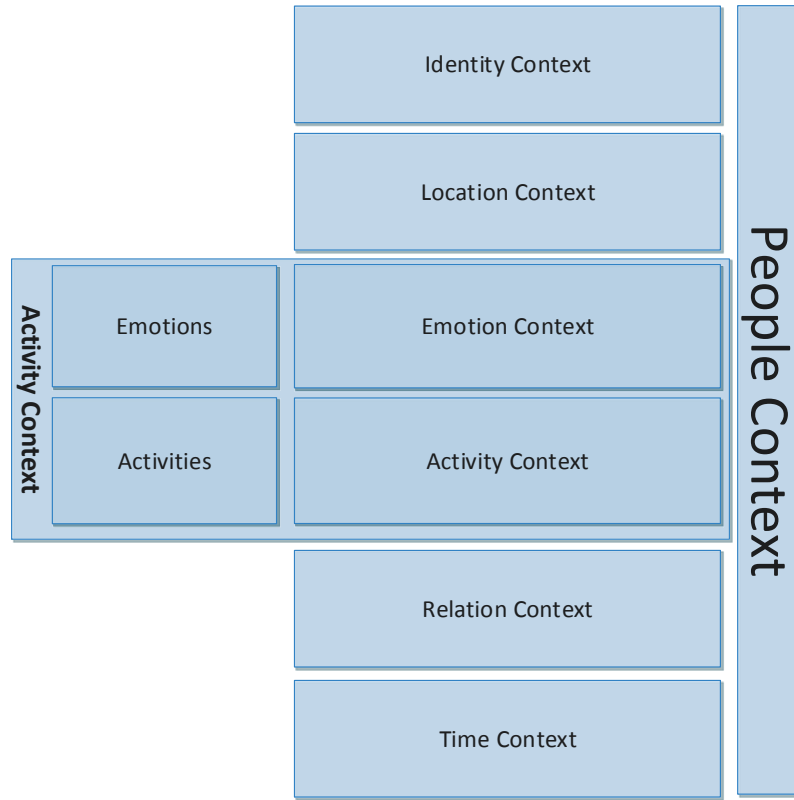 Identity Context
Location Context
Activity Context
Emotions
Emotion Context
Activities
Activity Context
Relation Context
Time Context
People Context